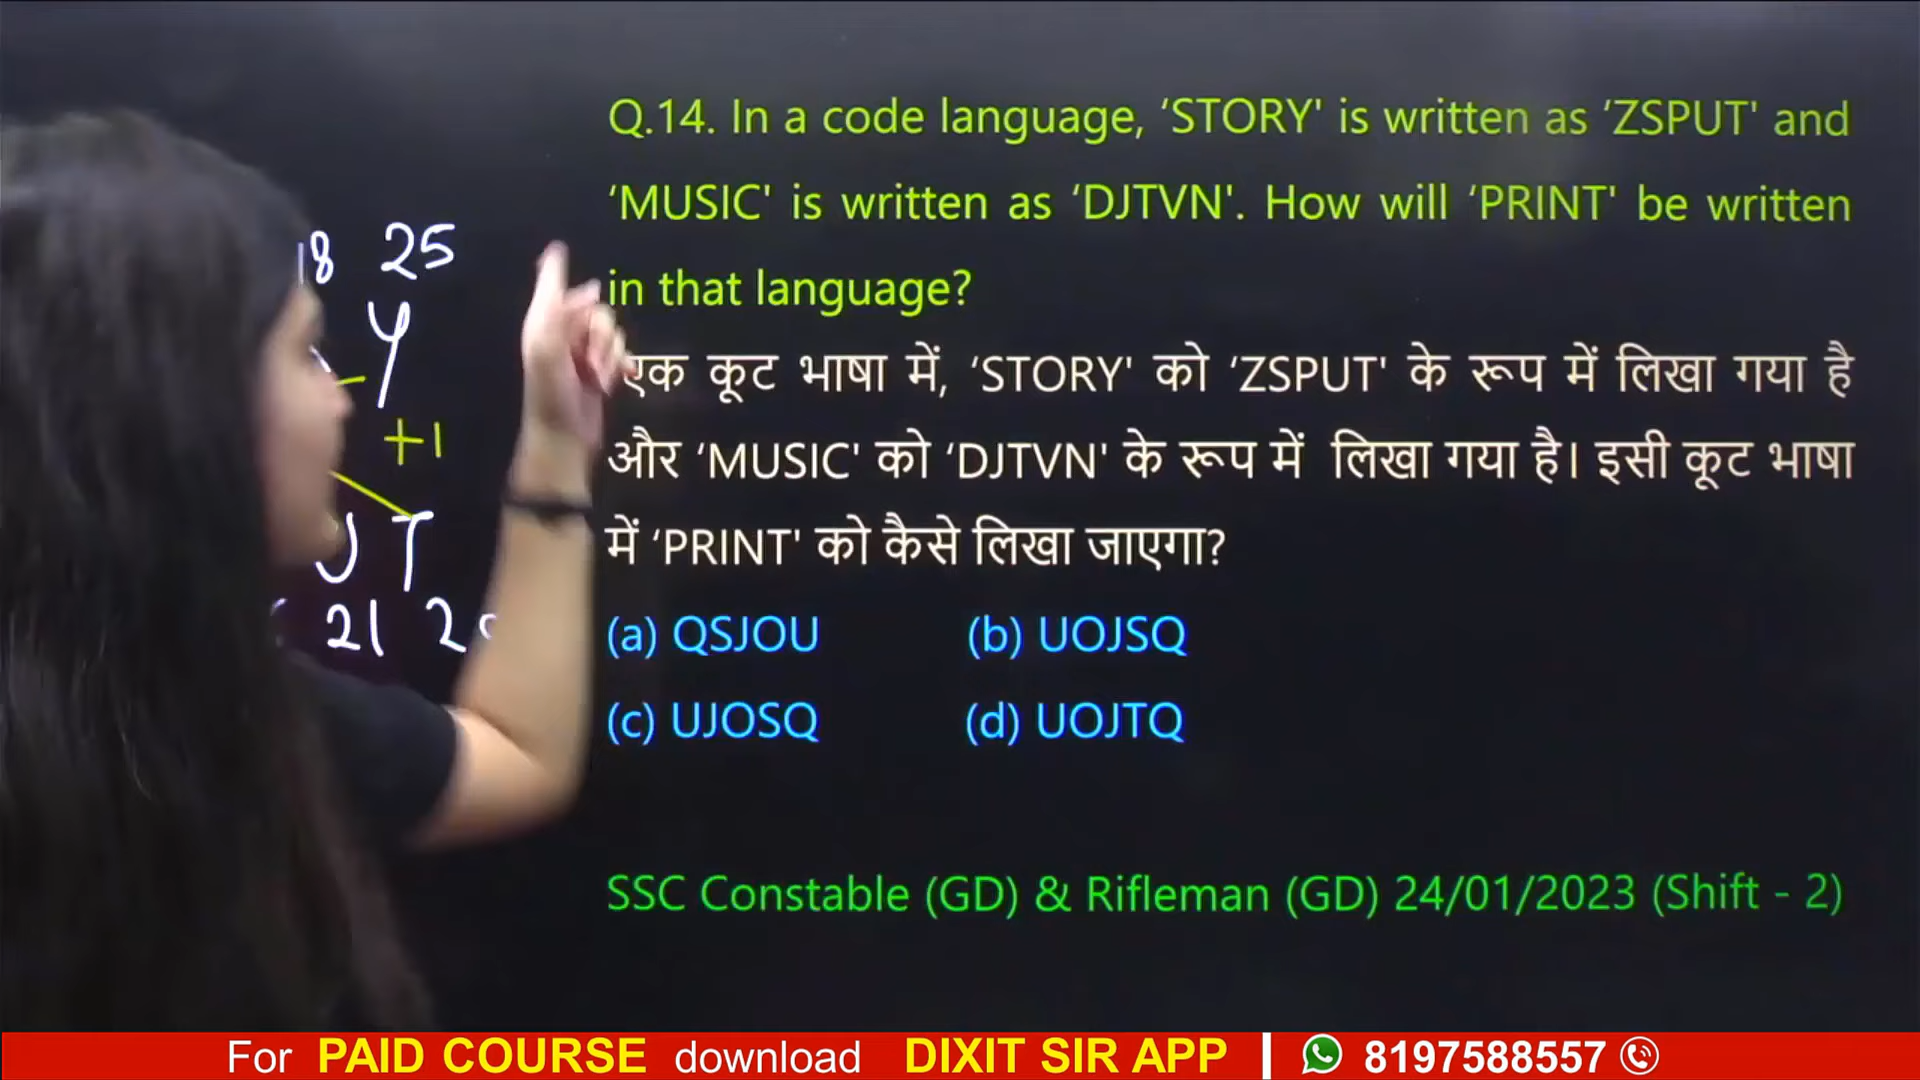 Q.14. In a code language, ‘STORY' is written as ‘ZSPUT' and
‘MUSIC' is written as ‘DJTVN'. How will ‘PRINT' be written
in that language?
एक कूट भाषा में, ‘STORY' को ‘ZSPUT' के रूप में लिखा गया है
और ‘MUSIC' को ‘DJTVN' के रूप में लिखा गया है। इसी कूट भाषा
में ‘PRINT' को कैसे लिखा जाएगा?
(a) QSJOU (b) UOJSQ
(c) UJOSQ (d) UOJTQ
SSC Constable (GD) & Rifleman (GD) 24/01/2023 (Shift - 2)
18 25
Y
+1
U T
21
For PAID COURSE download DIXIT SIR APP | 8197588557